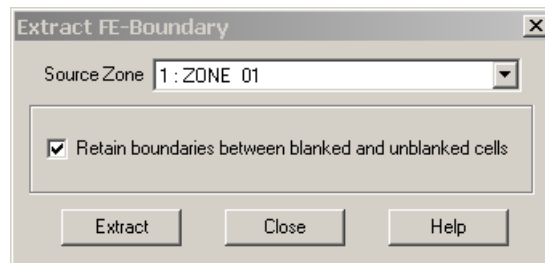 Extract FE-Boundary
Source Zone 1 : ZONE 01
Retain boundaries between blanked and unblanked cells
Extract Close Help